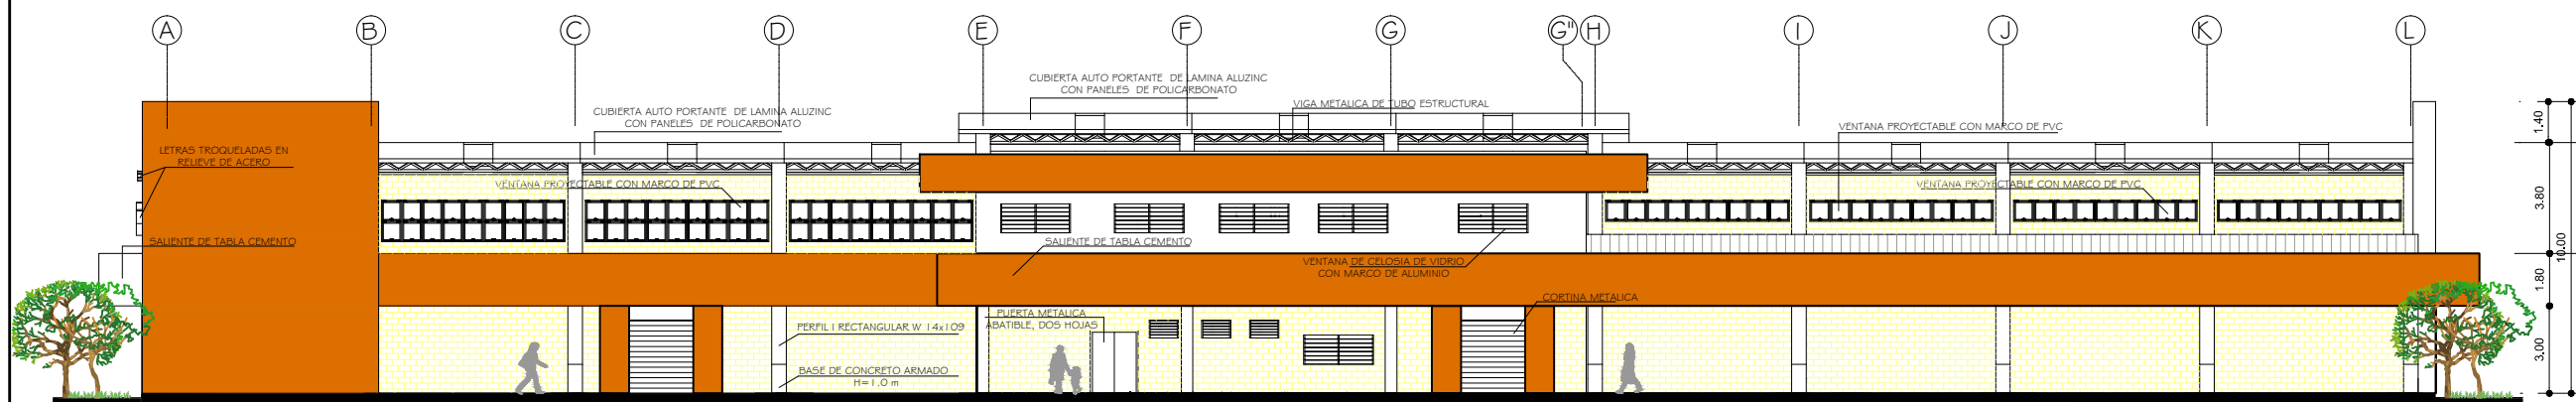 A B C D E F G G" H I J K L
CUBIERTA AUTO PORTANTE DE LAMINA ALUZINC
CON PANELES DE POLICARBONATO
CUBIERTA AUTO PORTANTE DE LAMINA ALUZINC
CON PANELES DE POLICARBONATO
VIGA METALICA DE TUBO ESTRUCTURAL
VENTANA PROYECTABLE CON MARCO DE PVC
LETRAS TROQUELADAS EN
RELIEVE DE ACERO
VENTANA PROYECTABLE CON MARCO DE PVC
VENTANA PROYECTABLE CON MARCO DE PVC
SALIENTE DE TABLA CEMENTO
SALIENTE DE TABLA CEMENTO
VENTANA DE CELOSIA DE VIDRIO
CON MARCO DE ALUMINIO
CORTINA METALICA
PUERTA METALICA
ABATIBLE, DOS HOJAS
PERFIL I RECTANGULAR W 14x109
BASE DE CONCRETO ARMADO
H=1.0 m
1.40
3.80
10.00
1.80
3.00